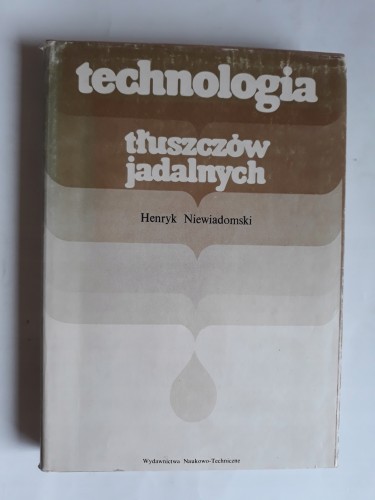 technologia
tłuszczów
jadalnych
Henryk Niewiadomski
Wydawnictwa Naukowo-Techniczne